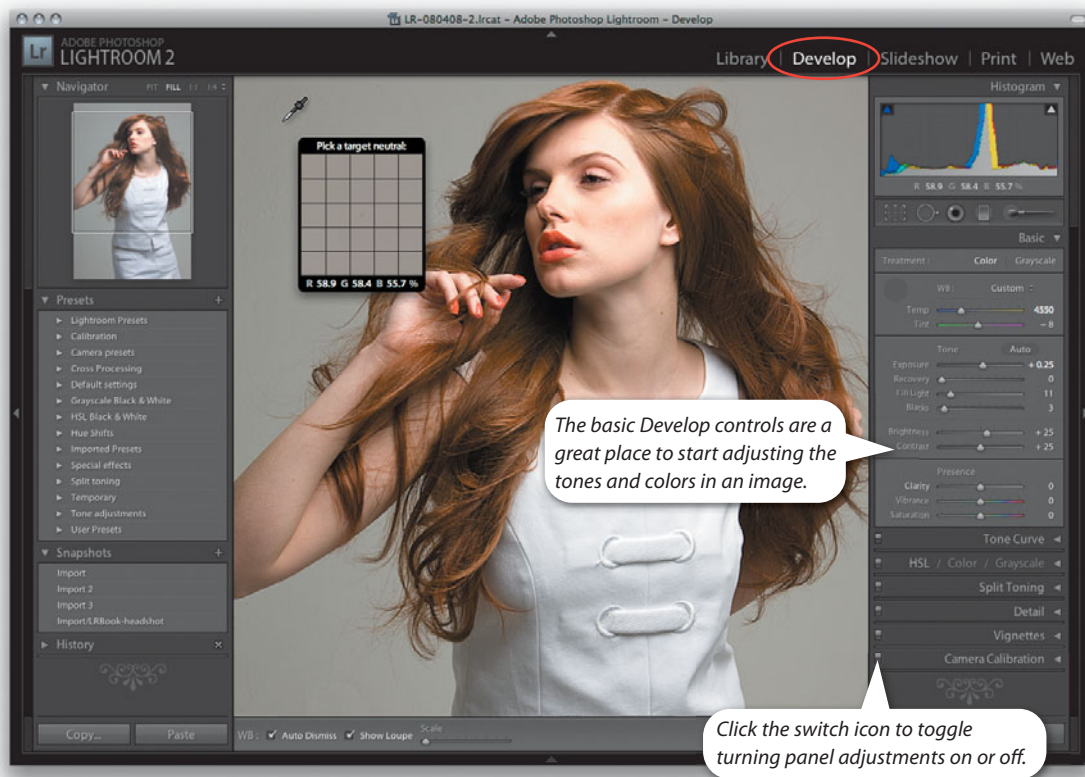 LR-080408-2.lrcat – Adobe Photoshop Lightroom – Develop
Lr
ADOBE PHOTOSHOP
LIGHTROOM 2
Library | Develop | Slideshow | Print | Web
Navigator FIT FILL 1:1 1:4
Presets +
Lightroom Presets
Calibration
Camera presets
Cross Processing
Default settings
Grayscale Black & White
HSL Black & White
Hue Shifts
Imported Presets
Special effects
Split toning
Temporary
Tone adjustments
User Presets
Snapshots +
Import
Import 2
Import 3
Import/LRBook-headshot
History ×
Copy... Paste
Pick a target neutral:
R 58.9 G 58.4 B 55.7 %
The basic Develop controls are a
great place to start adjusting the
tones and colors in an image.
WB : Auto Dismiss Show Loupe Scale
Histogram
R 58.9 G 58.4 B 55.7 %
Basic
Treatment : Color Grayscale
WB : Custom
Temp 4350
Tint – 8
Tone Auto
Exposure + 0.25
Recovery 0
Fill Light 11
Blacks 3
Brightness + 25
Contrast + 25
Presence
Clarity 0
Vibrance 0
Saturation 0
Tone Curve
HSL / Color / Grayscale
Split Toning
Detail
Vignettes
Camera Calibration
Click the switch icon to toggle
turning panel adjustments on or off.